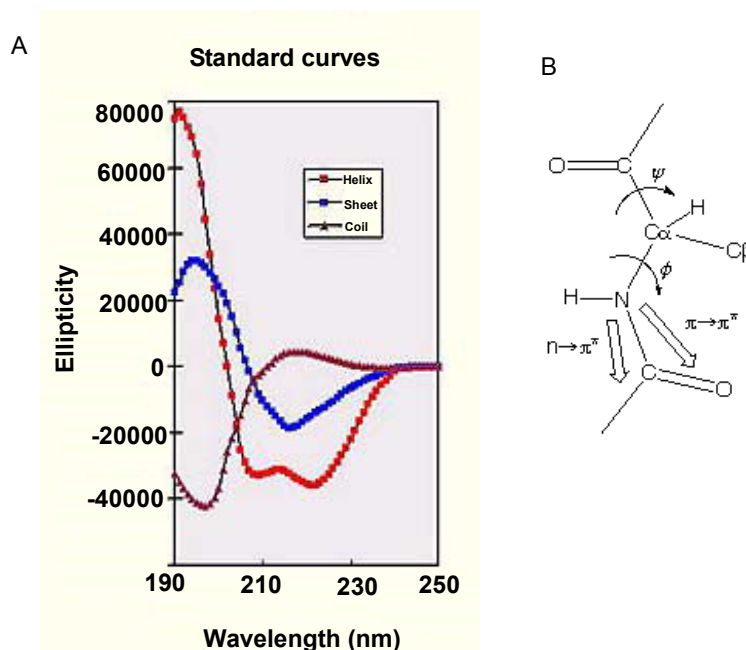 A
Standard curves
80000
60000
40000
20000
0
-20000
-40000
Ellipticity
Helix
Sheet
Coil
190 210 230 250
Wavelength (nm)
B
O C
ψ
H
Cα
Cβ
ϕ
H N
π→π*
n→π*
C
O